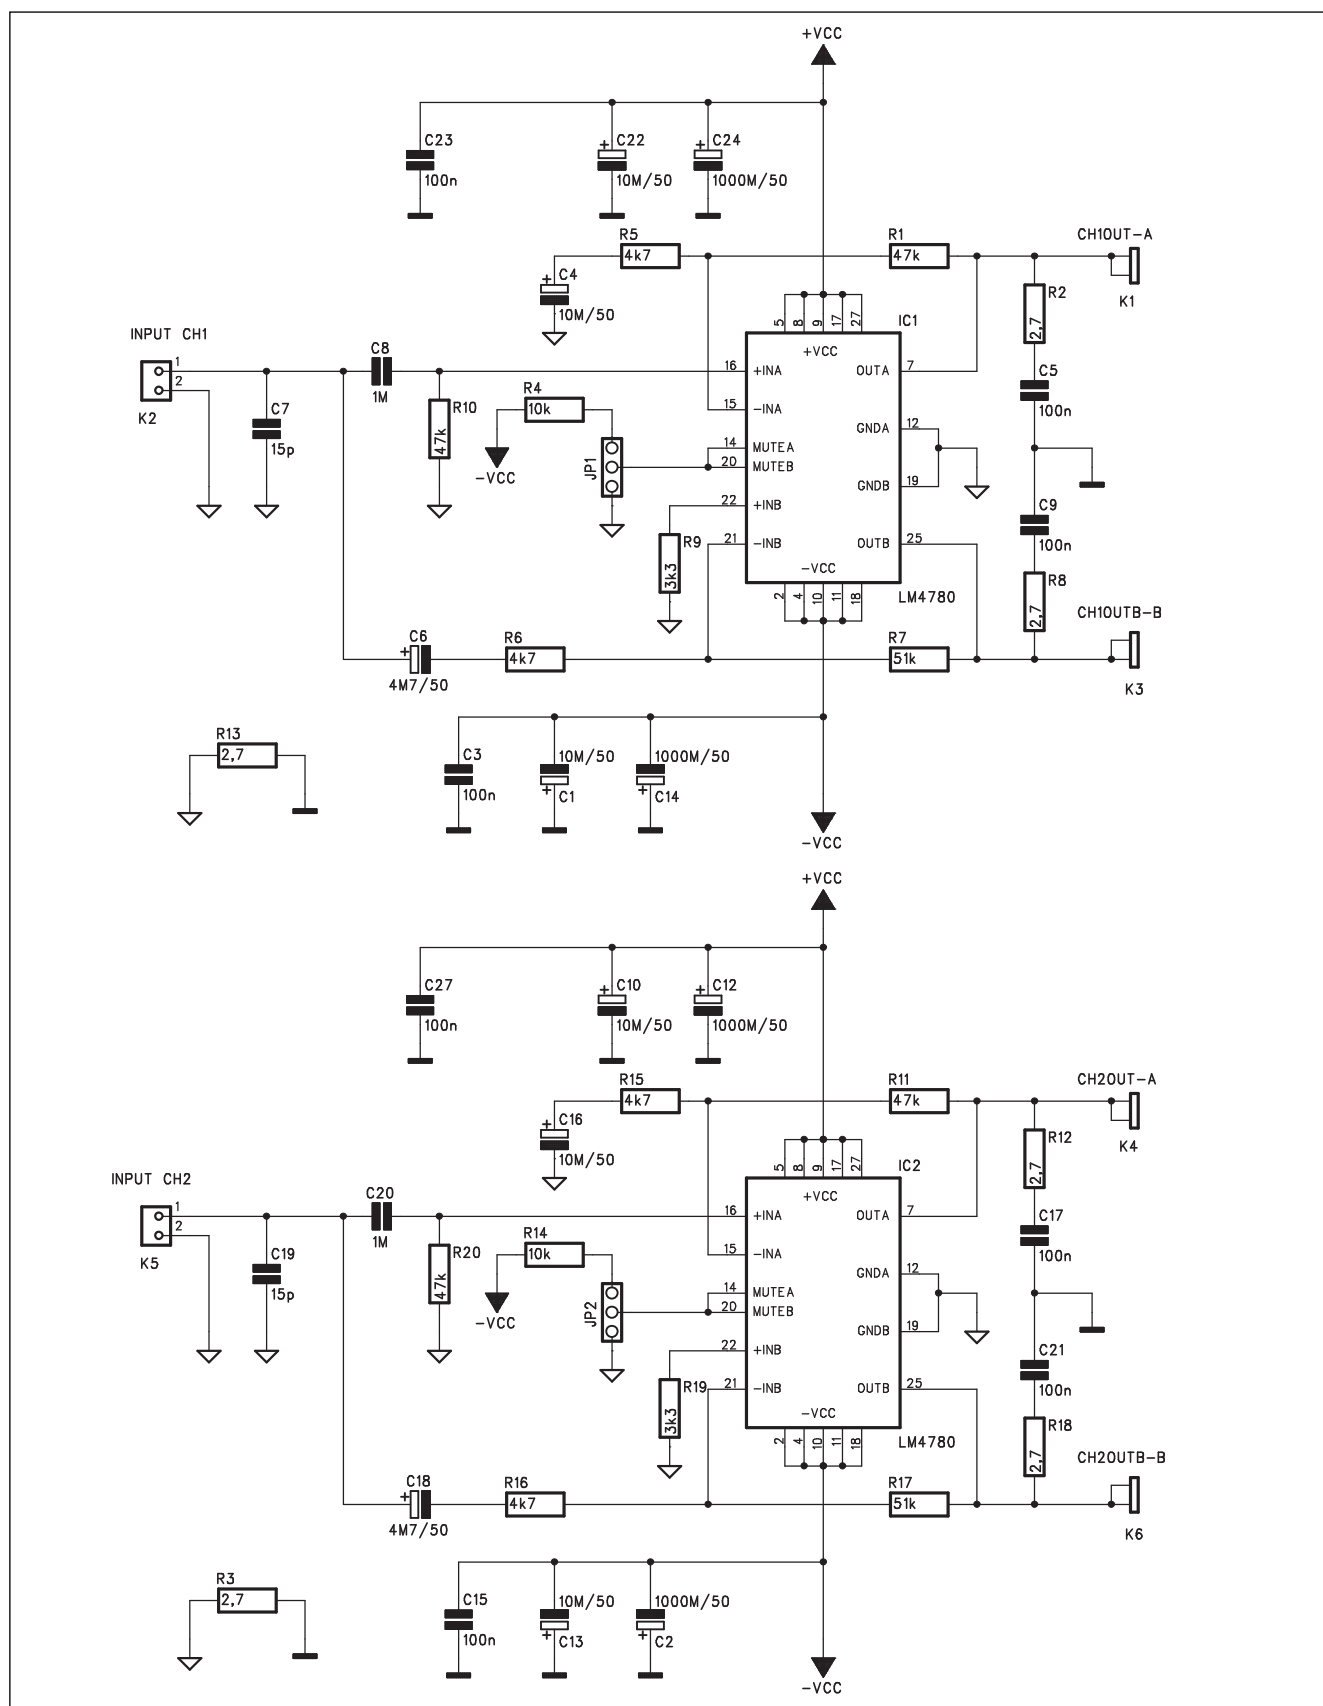 +VCC
C23
100n
C22
10M/50
C24
1000M/50
R5
4k7
R1
47k
CH1OUT-A
K1
C4
10M/50
R2
2,7
5
8
9
17
27
IC1
INPUT CH1
1
2
K2
C8
1M
16
+INA
+VCC
OUTA
7
C5
100n
R4
10k
R10
47k
C7
15p
15
-INA
-VCC
JP1
14
MUTEA
20
MUTEB
GNDA
12
GNDB
19
22
+INB
R9
3k3
21
-INB
OUTB
25
C9
100n
-VCC
2
4
10
11
18
LM4780
R8
2,7
CH1OUTB-B
K3
C6
4M7/50
R6
4k7
R7
51k
R13
2,7
C3
100n
10M/50
C1
1000M/50
C14
-VCC
+VCC
C27
100n
C10
10M/50
C12
1000M/50
R15
4k7
R11
47k
CH2OUT-A
K4
C16
10M/50
R12
2,7
5
8
9
17
27
IC2
INPUT CH2
1
2
K5
C20
1M
16
+INA
+VCC
OUTA
7
C17
100n
R14
10k
R20
47k
C19
15p
15
-INA
-VCC
JP2
14
MUTEA
20
MUTEB
GNDA
12
GNDB
19
22
+INB
R19
3k3
21
-INB
OUTB
25
C21
100n
-VCC
2
4
10
11
18
LM4780
R18
2,7
CH2OUTB-B
K6
C18
4M7/50
R16
4k7
R17
51k
R3
2,7
C15
100n
10M/50
C13
1000M/50
C2
-VCC